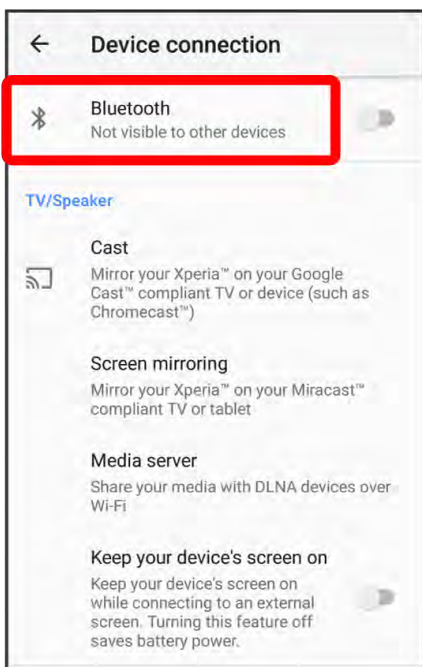 Device connection
Bluetooth
Not visible to other devices
TV/Speaker
Cast
Mirror your Xperia™ on your Google
Cast™ compliant TV or device (such as
Chromecast™)
Screen mirroring
Mirror your Xperia™ on your Miracast™
compliant TV or tablet
Media server
Share your media with DLNA devices over
Wi-Fi
Keep your device's screen on
Keep your device's screen on
while connecting to an external
screen. Turning this feature off
saves battery power.